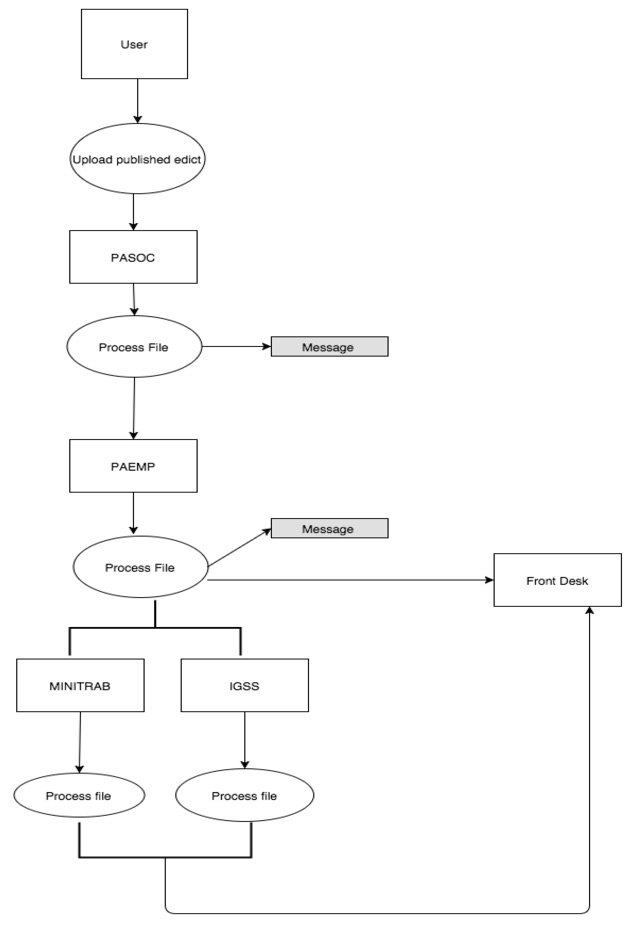 User
Upload published edict
PASOC
Process File
Message
PAEMP
Message
Process File
Front Desk
MINITRAB
IGSS
Process file
Process file